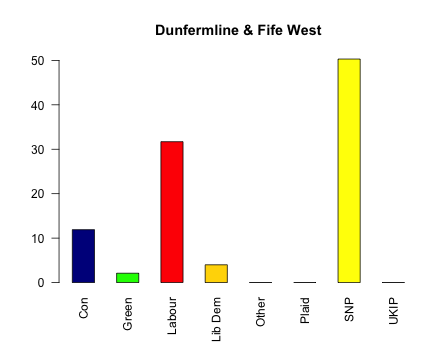 Dunfermline & Fife West
50
40
30
20
10
0
Con
Green
Labour
Lib Dem
Other
Plaid
SNP
UKIP